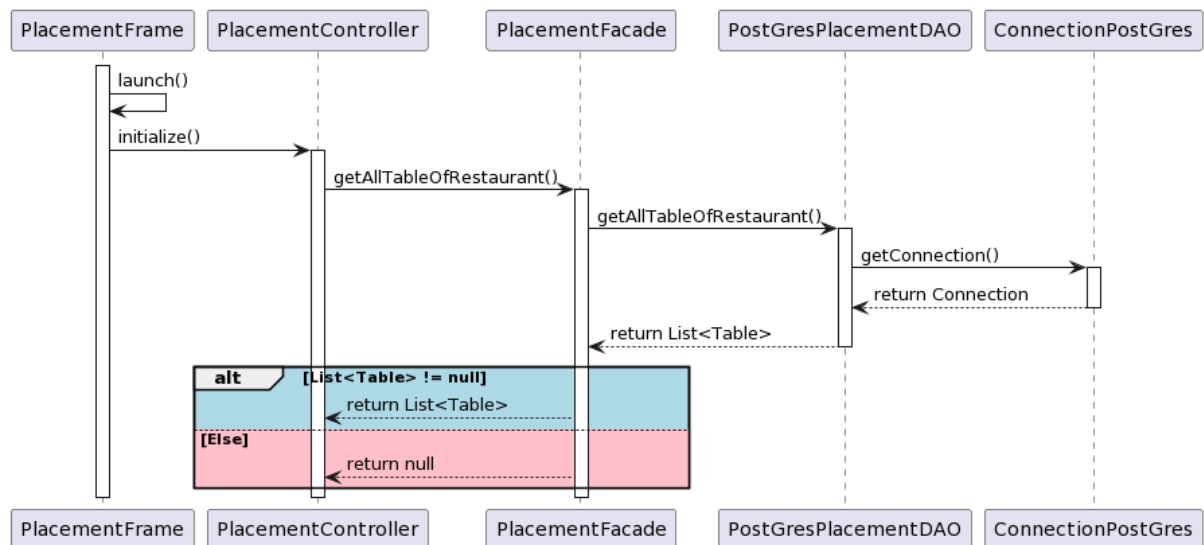 PlacementFrame PlacementController PlacementFacade PostGresPlacementDAO ConnectionPostGres
launch()
initialize()
getAllTableOfRestaurant()
getAllTableOfRestaurant()
getConnection()
return Connection
return List<Table>
alt [List<Table> != null]
return List<Table>
[Else]
return null
PlacementFrame PlacementController PlacementFacade PostGresPlacementDAO ConnectionPostGres